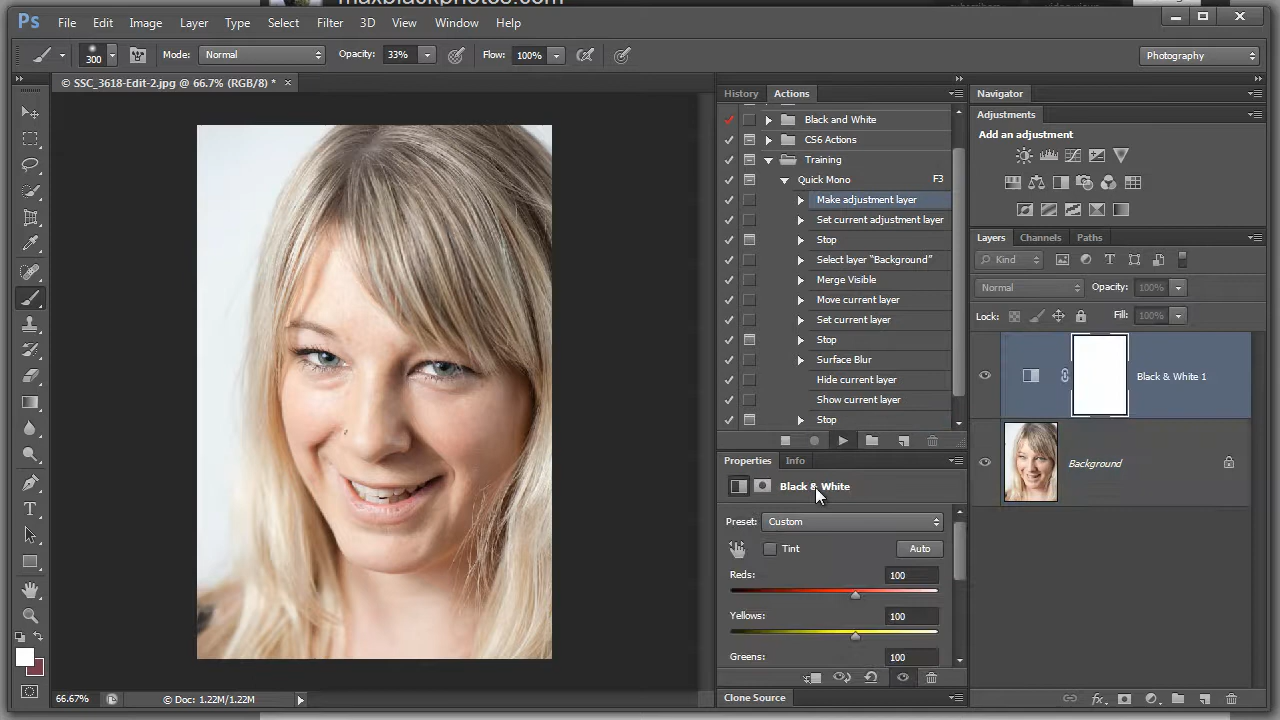 maxblackphotos.com
Ps File Edit Image Layer Type Select Filter 3D View Window Help
300 Mode: Normal Opacity: 33% Flow: 100% Photography
© SSC_3618-Edit-2.jpg @ 66.7% (RGB/8) * ×
History Actions
Black and White
CS6 Actions
Training
Quick Mono F3
Make adjustment layer
Set current adjustment layer
Stop
Select layer “Background”
Merge Visible
Move current layer
Set current layer
Stop
Surface Blur
Hide current layer
Show current layer
Stop
Properties Info
Black & White
Preset: Custom
Tint Auto
Reds: 100
Yellows: 100
Greens: 100
Clone Source
Navigator
Adjustments
Add an adjustment
Layers Channels Paths
Kind
Normal Opacity: 100%
Lock: Fill: 100%
Black & White 1
Background
fx
66.67% © Doc: 1.22M/1.22M